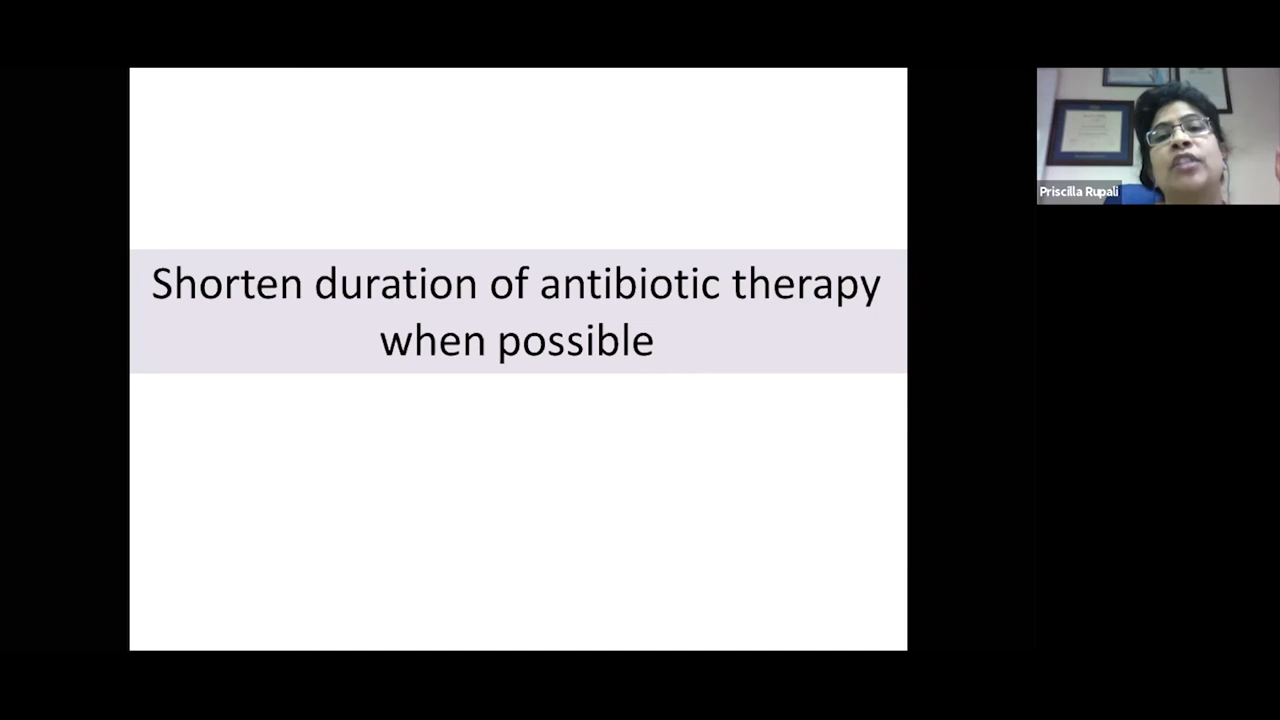 Shorten duration of antibiotic therapy
when possible
Priscilla Rupali